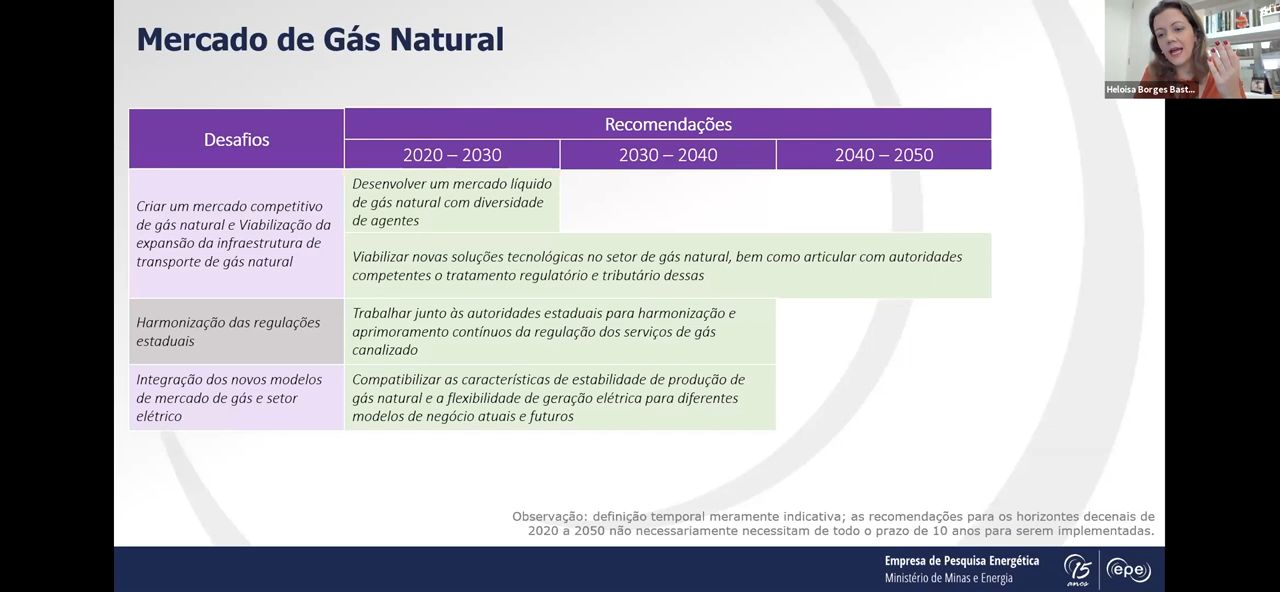 Mercado de Gás Natural
Heloisa Borges Bast...
Desafios
Recomendações
2020 – 2030
2030 – 2040
2040 – 2050
Criar um mercado competitivo
de gás natural e Viabilização da
expansão da infraestrutura de
transporte de gás natural
Desenvolver um mercado líquido
de gás natural com diversidade
de agentes
Viabilizar novas soluções tecnológicas no setor de gás natural, bem como articular com autoridades
competentes o tratamento regulatório e tributário dessas
Harmonização das regulações
estaduais
Trabalhar junto às autoridades estaduais para harmonização e
aprimoramento contínuos da regulação dos serviços de gás
canalizado
Integração dos novos modelos
de mercado de gás e setor
elétrico
Compatibilizar as características de estabilidade de produção de
gás natural e a flexibilidade de geração elétrica para diferentes
modelos de negócio atuais e futuros
Observação: definição temporal meramente indicativa; as recomendações para os horizontes decenais de
2020 a 2050 não necessariamente necessitam de todo o prazo de 10 anos para serem implementadas.
Empresa de Pesquisa Energética
Ministério de Minas e Energia
15
anos
epe